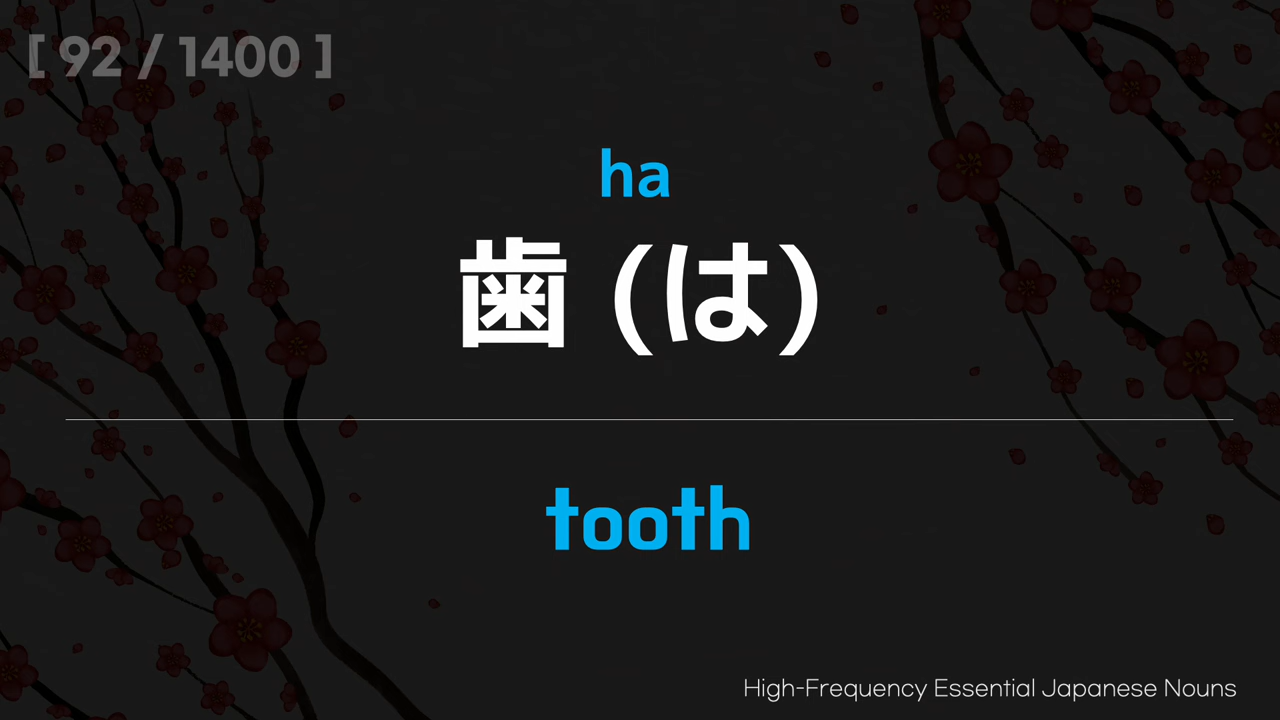 [ 92 / 1400 ]
ha
歯 (は)
tooth
High-Frequency Essential Japanese Nouns